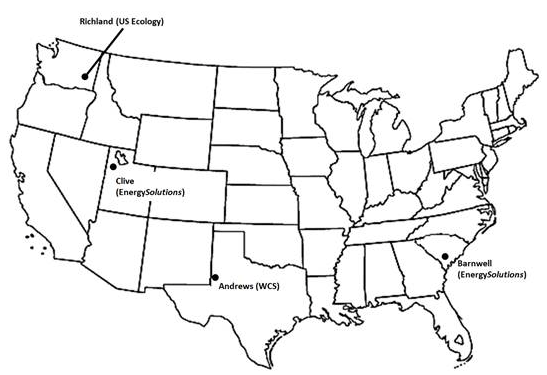 Richland (US Ecology)
Clive
(EnergySolutions)
Andrews (WCS)
Barnwell
(EnergySolutions)